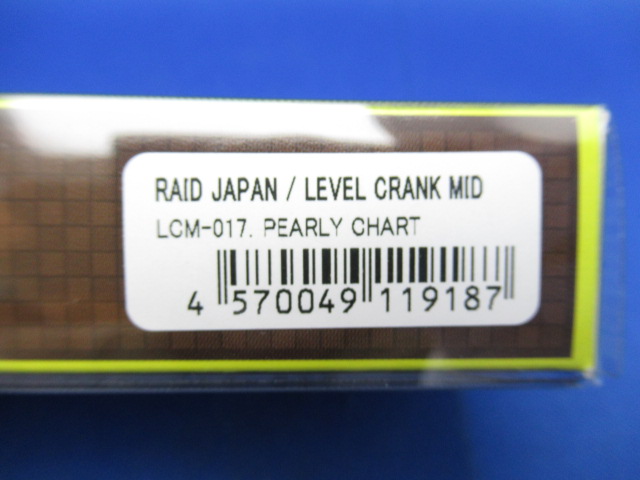 RAID JAPAN / LEVEL CRANK MID
LCM-017. PEARLY CHART
4 570049 119187